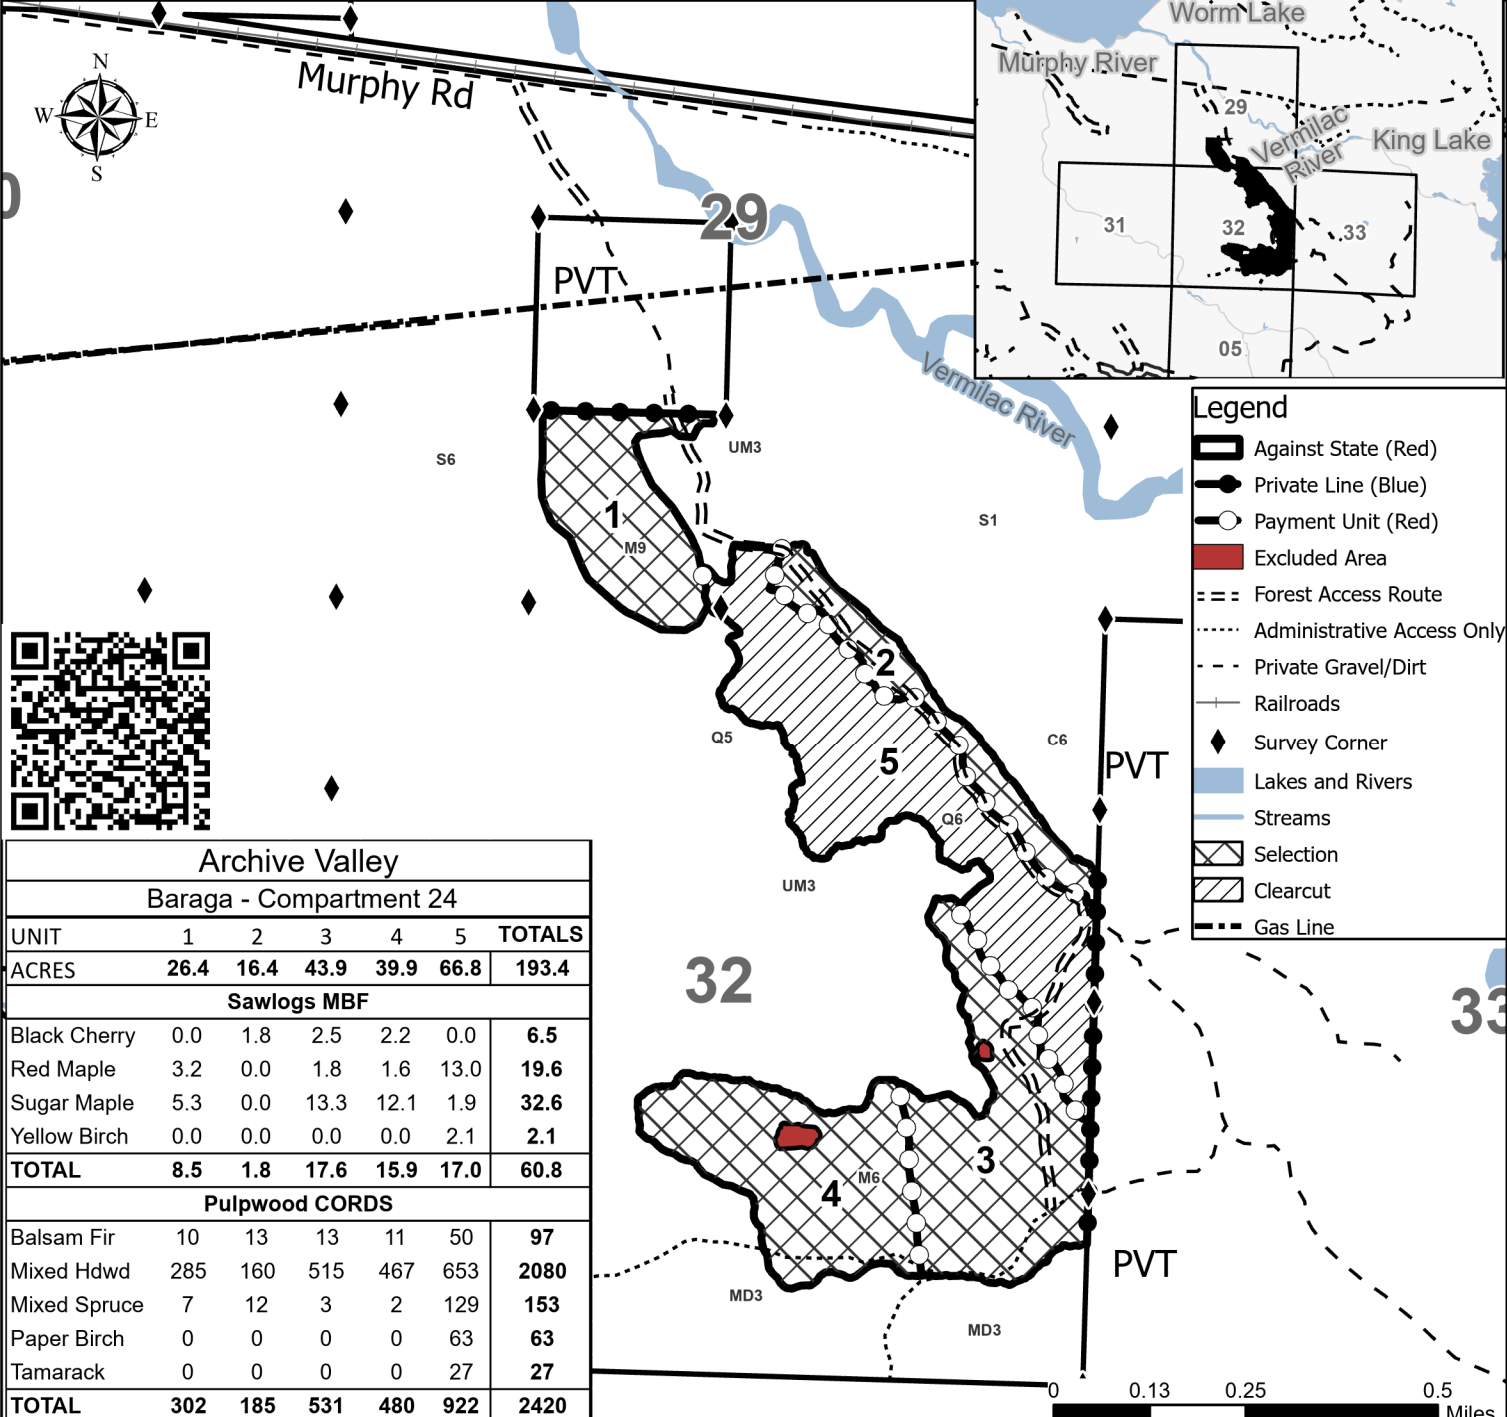 Worm Lake
Murphy River
29
Vermilac
River
King Lake
31
32
33
05
N
W
E
S
Murphy Rd
0
29
PVT
Vermilac River
S6
UM3
S1
1
M9
2
Q5
C6
5
PVT
Q6
UM3
32
33
3
4
M6
PVT
MD3
MD3
Legend
Against State (Red)
Private Line (Blue)
Payment Unit (Red)
Excluded Area
Forest Access Route
Administrative Access Only
Private Gravel/Dirt
Railroads
Survey Corner
Lakes and Rivers
Streams
Selection
Clearcut
Gas Line
Archive Valley
Baraga - Compartment 24
UNIT 1 2 3 4 5 TOTALS
ACRES 26.4 16.4 43.9 39.9 66.8 193.4
Sawlogs MBF
Black Cherry 0.0 1.8 2.5 2.2 0.0 6.5
Red Maple 3.2 0.0 1.8 1.6 13.0 19.6
Sugar Maple 5.3 0.0 13.3 12.1 1.9 32.6
Yellow Birch 0.0 0.0 0.0 0.0 2.1 2.1
TOTAL 8.5 1.8 17.6 15.9 17.0 60.8
Pulpwood CORDS
Balsam Fir 10 13 13 11 50 97
Mixed Hdwd 285 160 515 467 653 2080
Mixed Spruce 7 12 3 2 129 153
Paper Birch 0 0 0 0 63 63
Tamarack 0 0 0 0 27 27
TOTAL 302 185 531 480 922 2420
0 0.13 0.25 0.5
Miles